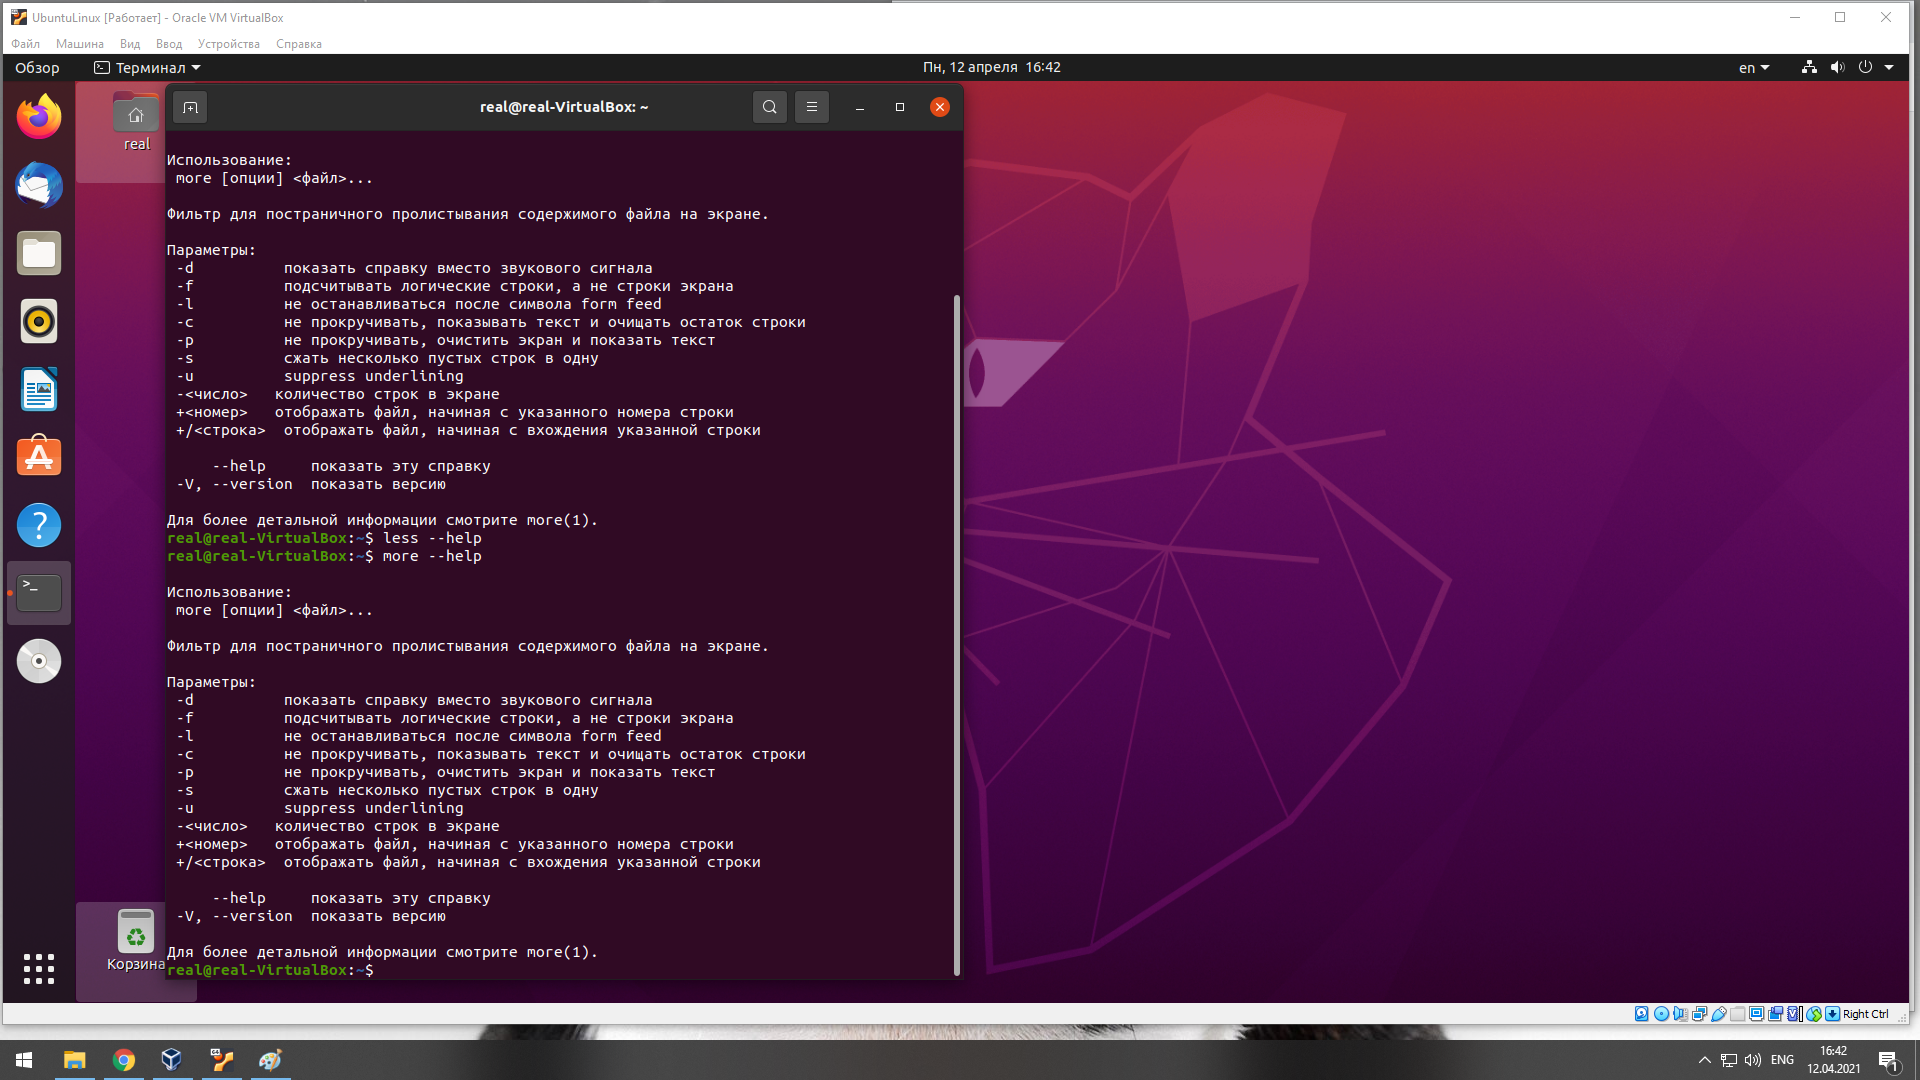 UbuntuLinux [Работает] - Oracle VM VirtualBox
Файл Машина Вид Ввод Устройства Справка
Обзор Терминал Пн, 12 апреля 16:42 en
real@real-VirtualBox: ~
real
Использование:
more [опции] <файл>...
Фильтр для постраничного пролистывания содержимого файла на экране.
Параметры:
-d показать справку вместо звукового сигнала
-f подсчитывать логические строки, а не строки экрана
-l не останавливаться после символа form feed
-c не прокручивать, показывать текст и очищать остаток строки
-p не прокручивать, очистить экран и показать текст
-s сжать несколько пустых строк в одну
-u suppress underlining
-<число> количество строк в экране
+<номер> отображать файл, начиная с указанного номера строки
+/<строка> отображать файл, начиная с вхождения указанной строки
--help показать эту справку
-V, --version показать версию
Для более детальной информации смотрите more(1).
real@real-VirtualBox:~$ less --help
real@real-VirtualBox:~$ more --help
Использование:
more [опции] <файл>...
Фильтр для постраничного пролистывания содержимого файла на экране.
Параметры:
-d показать справку вместо звукового сигнала
-f подсчитывать логические строки, а не строки экрана
-l не останавливаться после символа form feed
-c не прокручивать, показывать текст и очищать остаток строки
-p не прокручивать, очистить экран и показать текст
-s сжать несколько пустых строк в одну
-u suppress underlining
-<число> количество строк в экране
+<номер> отображать файл, начиная с указанного номера строки
+/<строка> отображать файл, начиная с вхождения указанной строки
--help показать эту справку
-V, --version показать версию
Для более детальной информации смотрите more(1).
real@real-VirtualBox:~$
Корзина
Right Ctrl
ENG
16:42
12.04.2021
1